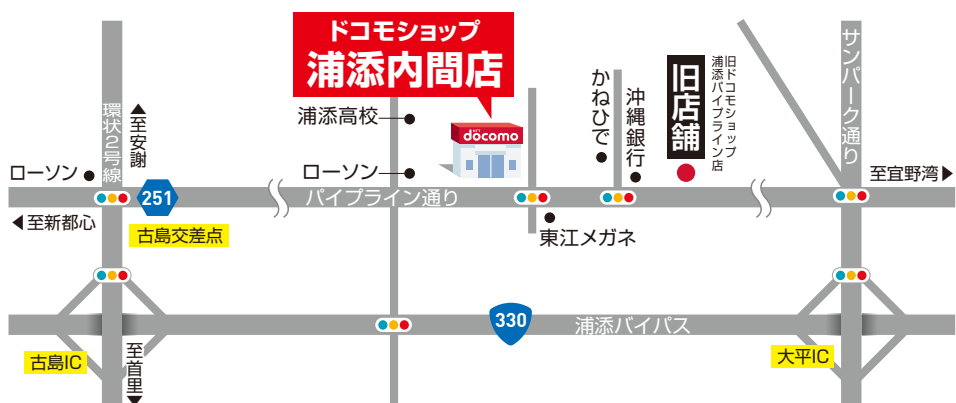 ドコモショップ
浦添内間店
環状2号線
▲至安謝
浦添高校
かねひで
沖縄銀行
旧店舗
旧ドコモショップ
浦添パイプライン店
サンパーク通り
docomo
ローソン
ローソン
至宜野湾▶
251
パイプライン通り
◀至新都心
古島交差点
東江メガネ
330
浦添バイパス
古島IC
至首里▼
大平IC